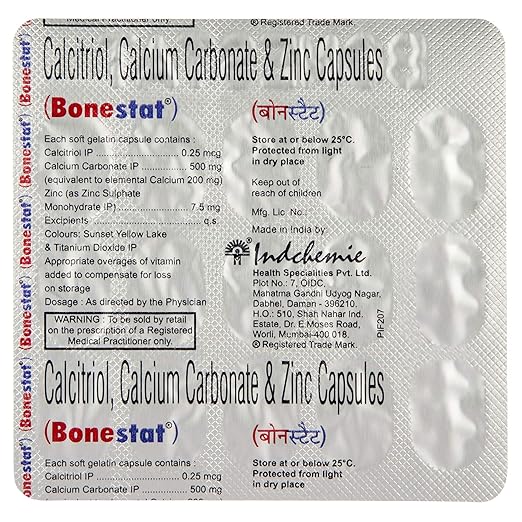 Medical Practitioner only.
® Registered Trade Mark.
Calcitriol, Calcium Carbonate & Zinc Capsules
(Bonestat®)
(बोनस्टैट)
Each soft gelatin capsule contains :
Calcitriol IP ........................ 0.25 mcg
Calcium Carbonate IP ............ 500 mg
(equivalent to elemental Calcium 200 mg)
Zinc (as Zinc Sulphate
Monohydrate IP) ................... 7.5 mg
Excipients ........................... q.s.
Colours: Sunset Yellow Lake
& Titanium Dioxide IP
Appropriate overages of vitamin
added to compensate for loss
on storage
Dosage : As directed by the Physician
WARNING : To be sold by retail
on the prescription of a Registered
Medical Practitioner only.
Store at or below 25°C.
Protected from light
in dry place
Keep out of
reach of children
Mfg. Lic. No.:
Made in India by:
Indchemie
Health Specialities Pvt. Ltd.
Plot No.: 7, OIDC,
Mahatma Gandhi Udyog Nagar,
Dabhel, Daman - 396210.
H.O.: 510, Shah Nahar Ind.
Estate, Dr. E.Moses Road,
Worli, Mumbai-400 018.
® Registered Trade Mark.
PIF207
Calcitriol, Calcium Carbonate & Zinc Capsules
(Bonestat®)
(बोनस्टैट)
Each soft gelatin capsule contains :
Calcitriol IP ........................ 0.25 mcg
Calcium Carbonate IP ............ 500 mg
Store at or below 25°C.
Protected from light
in dry place
(Bonestat®) (Bonestat®) (Bonestat®) (Bonestat®) (Bonestat®)